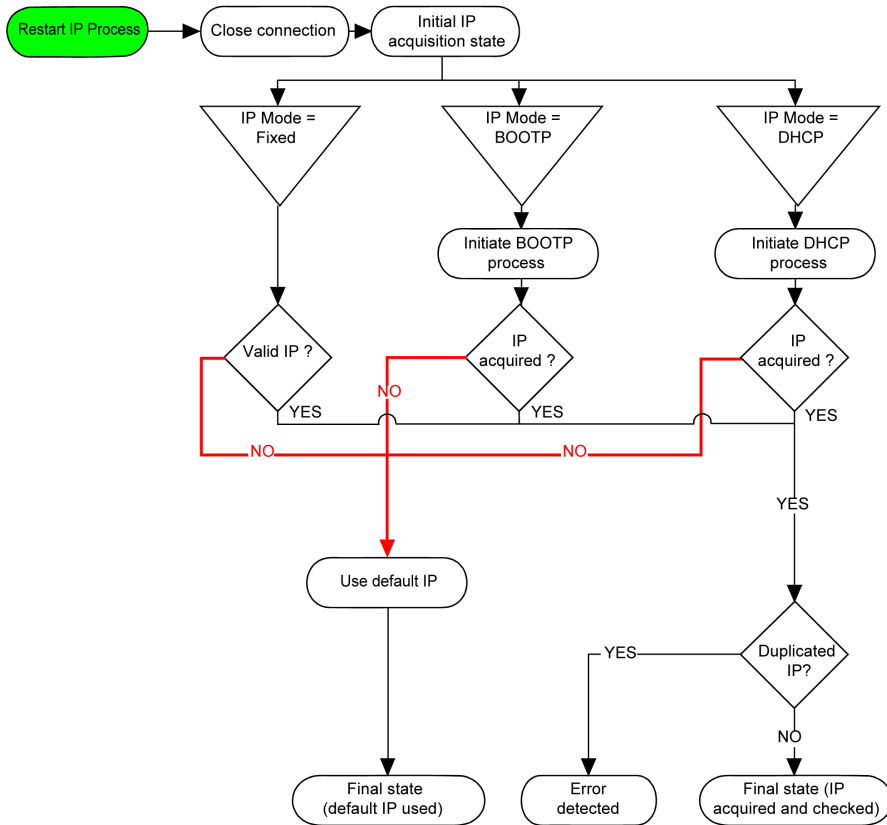 Restart IP Process
Close connection
Initial IP
acquisition state
IP Mode =
Fixed
IP Mode =
BOOTP
IP Mode =
DHCP
Initiate BOOTP
process
Initiate DHCP
process
Valid IP ?
IP
acquired ?
IP
acquired ?
NO
YES
YES
YES
NO
NO
YES
Use default IP
YES
Duplicated
IP?
NO
Final state
(default IP used)
Error
detected
Final state (IP
acquired and checked)